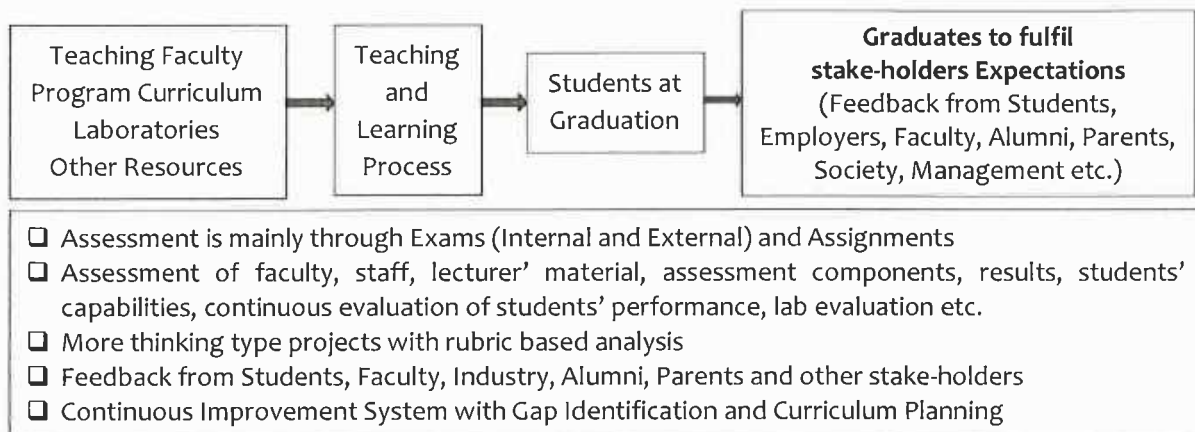 Teaching Faculty
Program Curriculum
Laboratories
Other Resources
Teaching
and
Learning
Process
Students at
Graduation
Graduates to fulfil
stake-holders Expectations
(Feedback from Students,
Employers, Faculty, Alumni, Parents,
Society, Management etc.)
❑ Assessment is mainly through Exams (Internal and External) and Assignments
❑ Assessment of faculty, staff, lecturer’ material, assessment components, results, students’
capabilities, continuous evaluation of students’ performance, lab evaluation etc.
❑ More thinking type projects with rubric based analysis
❑ Feedback from Students, Faculty, Industry, Alumni, Parents and other stake-holders
❑ Continuous Improvement System with Gap Identification and Curriculum Planning